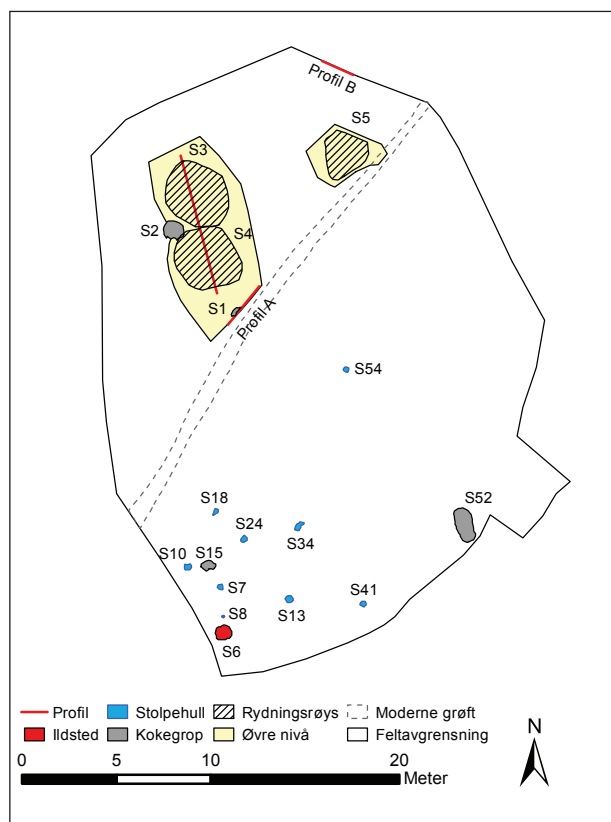 Profil B
S5
S3
S2
S4
S1
Profil A
S54
S52
S18
S24
S34
S10
S15
S7
S8
S13
S41
S6
Profil
Stolpehull
Rydningsrøys
Moderne grøft
Ildsted
Kokegrop
Øvre nivå
Feltavgrensning
N
0
5
10
20
Meter